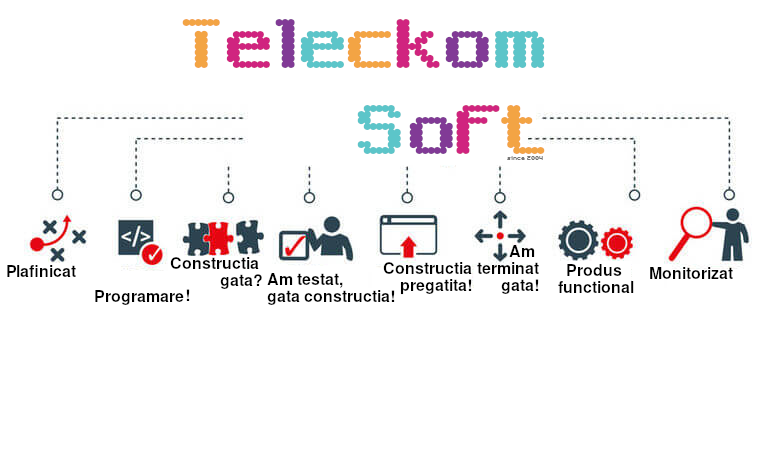 Teleckom
Soft
since 2004
</>
Plafinicat
Programare!
Constructia
gata?
Am testat,
gata constructia!
Constructia
pregatita!
Am
terminat
gata!
Produs
functional
Monitorizat